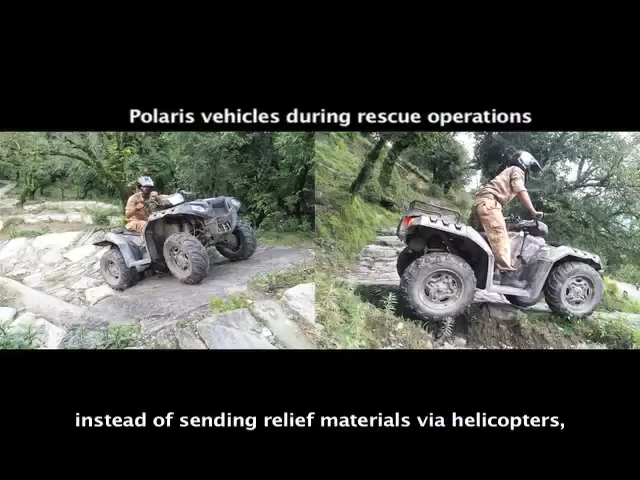 Polaris vehicles during rescue operations
instead of sending relief materials via helicopters,